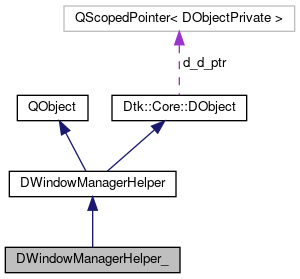 QScopedPointer< DObjectPrivate >
d_d_ptr
QObject
Dtk::Core::DObject
DWindowManagerHelper
DWindowManagerHelper_